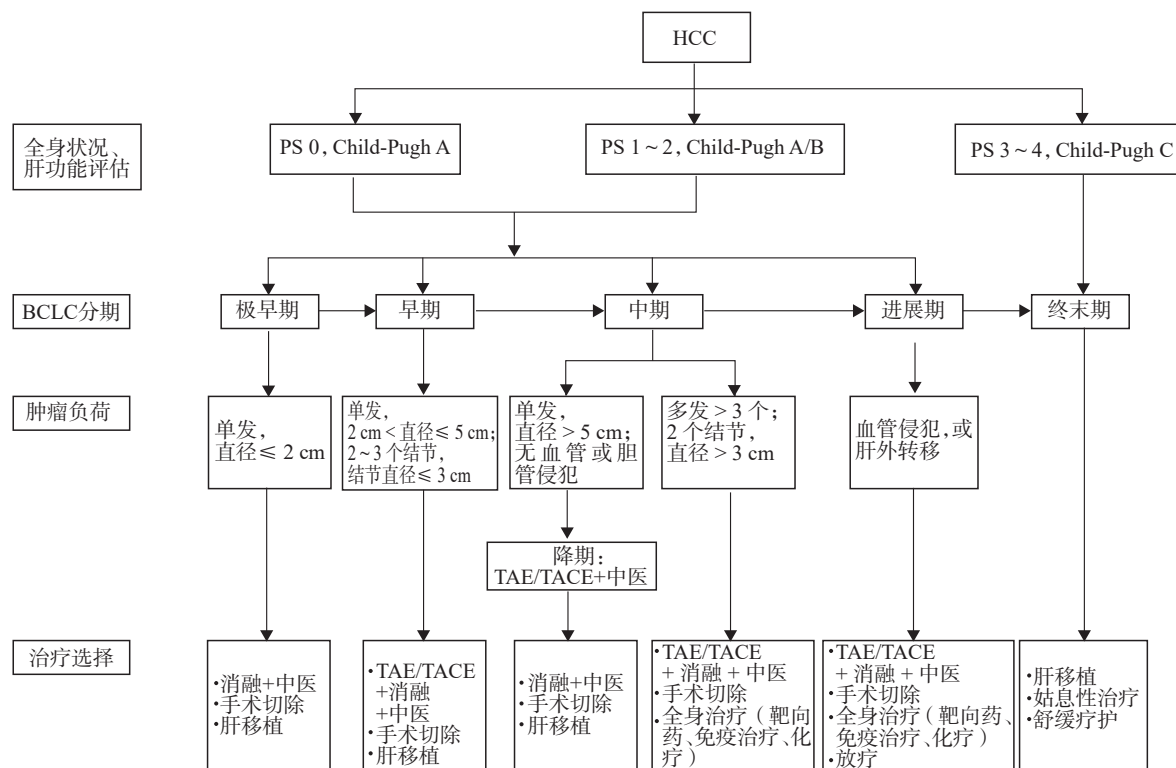 HCC
全身状况、
肝功能评估
PS 0, Child-Pugh A
PS 1~2, Child-Pugh A/B
PS 3~4, Child-Pugh C
BCLC分期
极早期
早期
中期
进展期
终末期
肿瘤负荷
单发，
直径≤ 2 cm
单发，
2 cm < 直径≤ 5 cm；
2~3 个结节，
结节直径≤ 3 cm
单发，
直径 > 5 cm；
无血管或胆
管侵犯
多发 > 3 个；
2 个结节，
直径 > 3 cm
血管侵犯，或
肝外转移
降期：
TAE/TACE+中医
治疗选择
·消融+中医
·手术切除
·肝移植
·TAE/TACE
+消融
+中医
·手术切除
·肝移植
·消融+中医
·手术切除
·肝移植
·TAE/TACE
+ 消融 + 中医
·手术切除
·全身治疗（靶向
药、免疫治疗、化
疗）
·TAE/TACE
+ 消融 + 中医
·手术切除
·全身治疗（靶向药、
免疫治疗、化疗）
·放疗
·肝移植
·姑息性治疗
·舒缓疗护